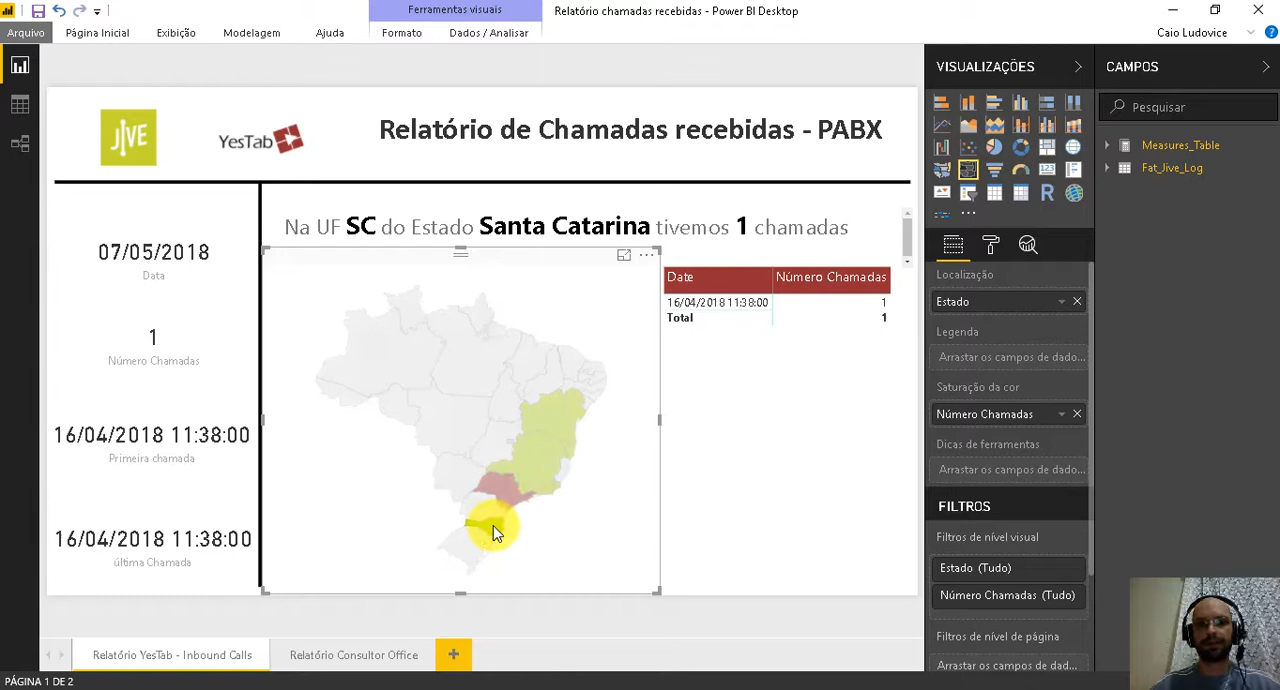 Ferramentas visuais
Relatório chamadas recebidas - Power BI Desktop
Arquivo
Página Inicial
Exibição
Modelagem
Ajuda
Formato
Dados / Analisar
Caio Ludovice
?
JIVE
YesTab
Relatório de Chamadas recebidas - PABX
07/05/2018
Data
1
Número Chamadas
16/04/2018 11:38:00
Primeira chamada
16/04/2018 11:38:00
última Chamada
Na UF SC do Estado Santa Catarina tivemos 1 chamadas
Date Número Chamadas
16/04/2018 11:38:00 1
Total 1
VISUALIZAÇÕES
123
R
Localização
Estado
Legenda
Arrastar os campos de dado...
Saturação da cor
Número Chamadas
Dicas de ferramentas
Arrastar os campos de dado...
FILTROS
Filtros de nível visual
Estado (Tudo)
Número Chamadas (Tudo)
Filtros de nível de página
Arrastar os campos de dad...
CAMPOS
Pesquisar
Measures_Table
Fat_Jive_Log
Relatório YesTab - Inbound Calls
Relatório Consultor Office
PÁGINA 1 DE 2